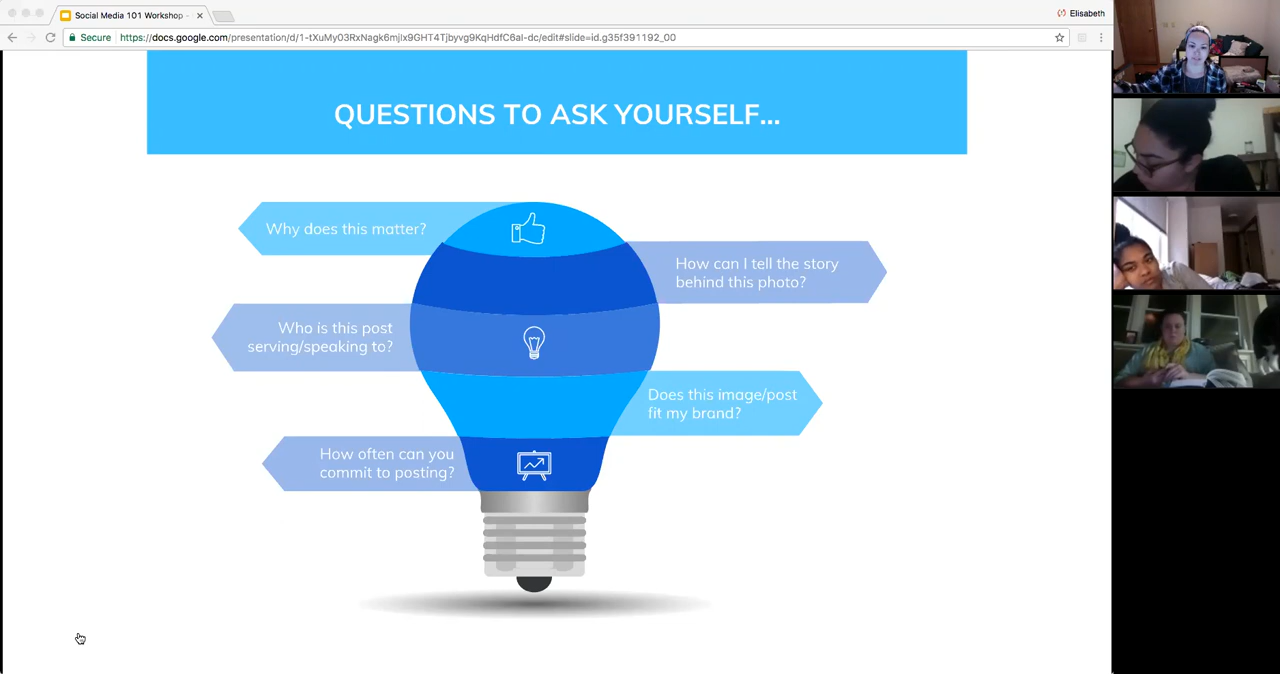 Social Media 101 Workshop -
Elisabeth
Secure
https://docs.google.com/presentation/d/1-tXuMy03RxNagk6mjIx9GHT4Tjbyvg9KqHdfC6aI-dc/edit#slide=id.g35f391192_00
QUESTIONS TO ASK YOURSELF...
Why does this matter?
How can I tell the story
behind this photo?
Who is this post
serving/speaking to?
Does this image/post
fit my brand?
How often can you
commit to posting?